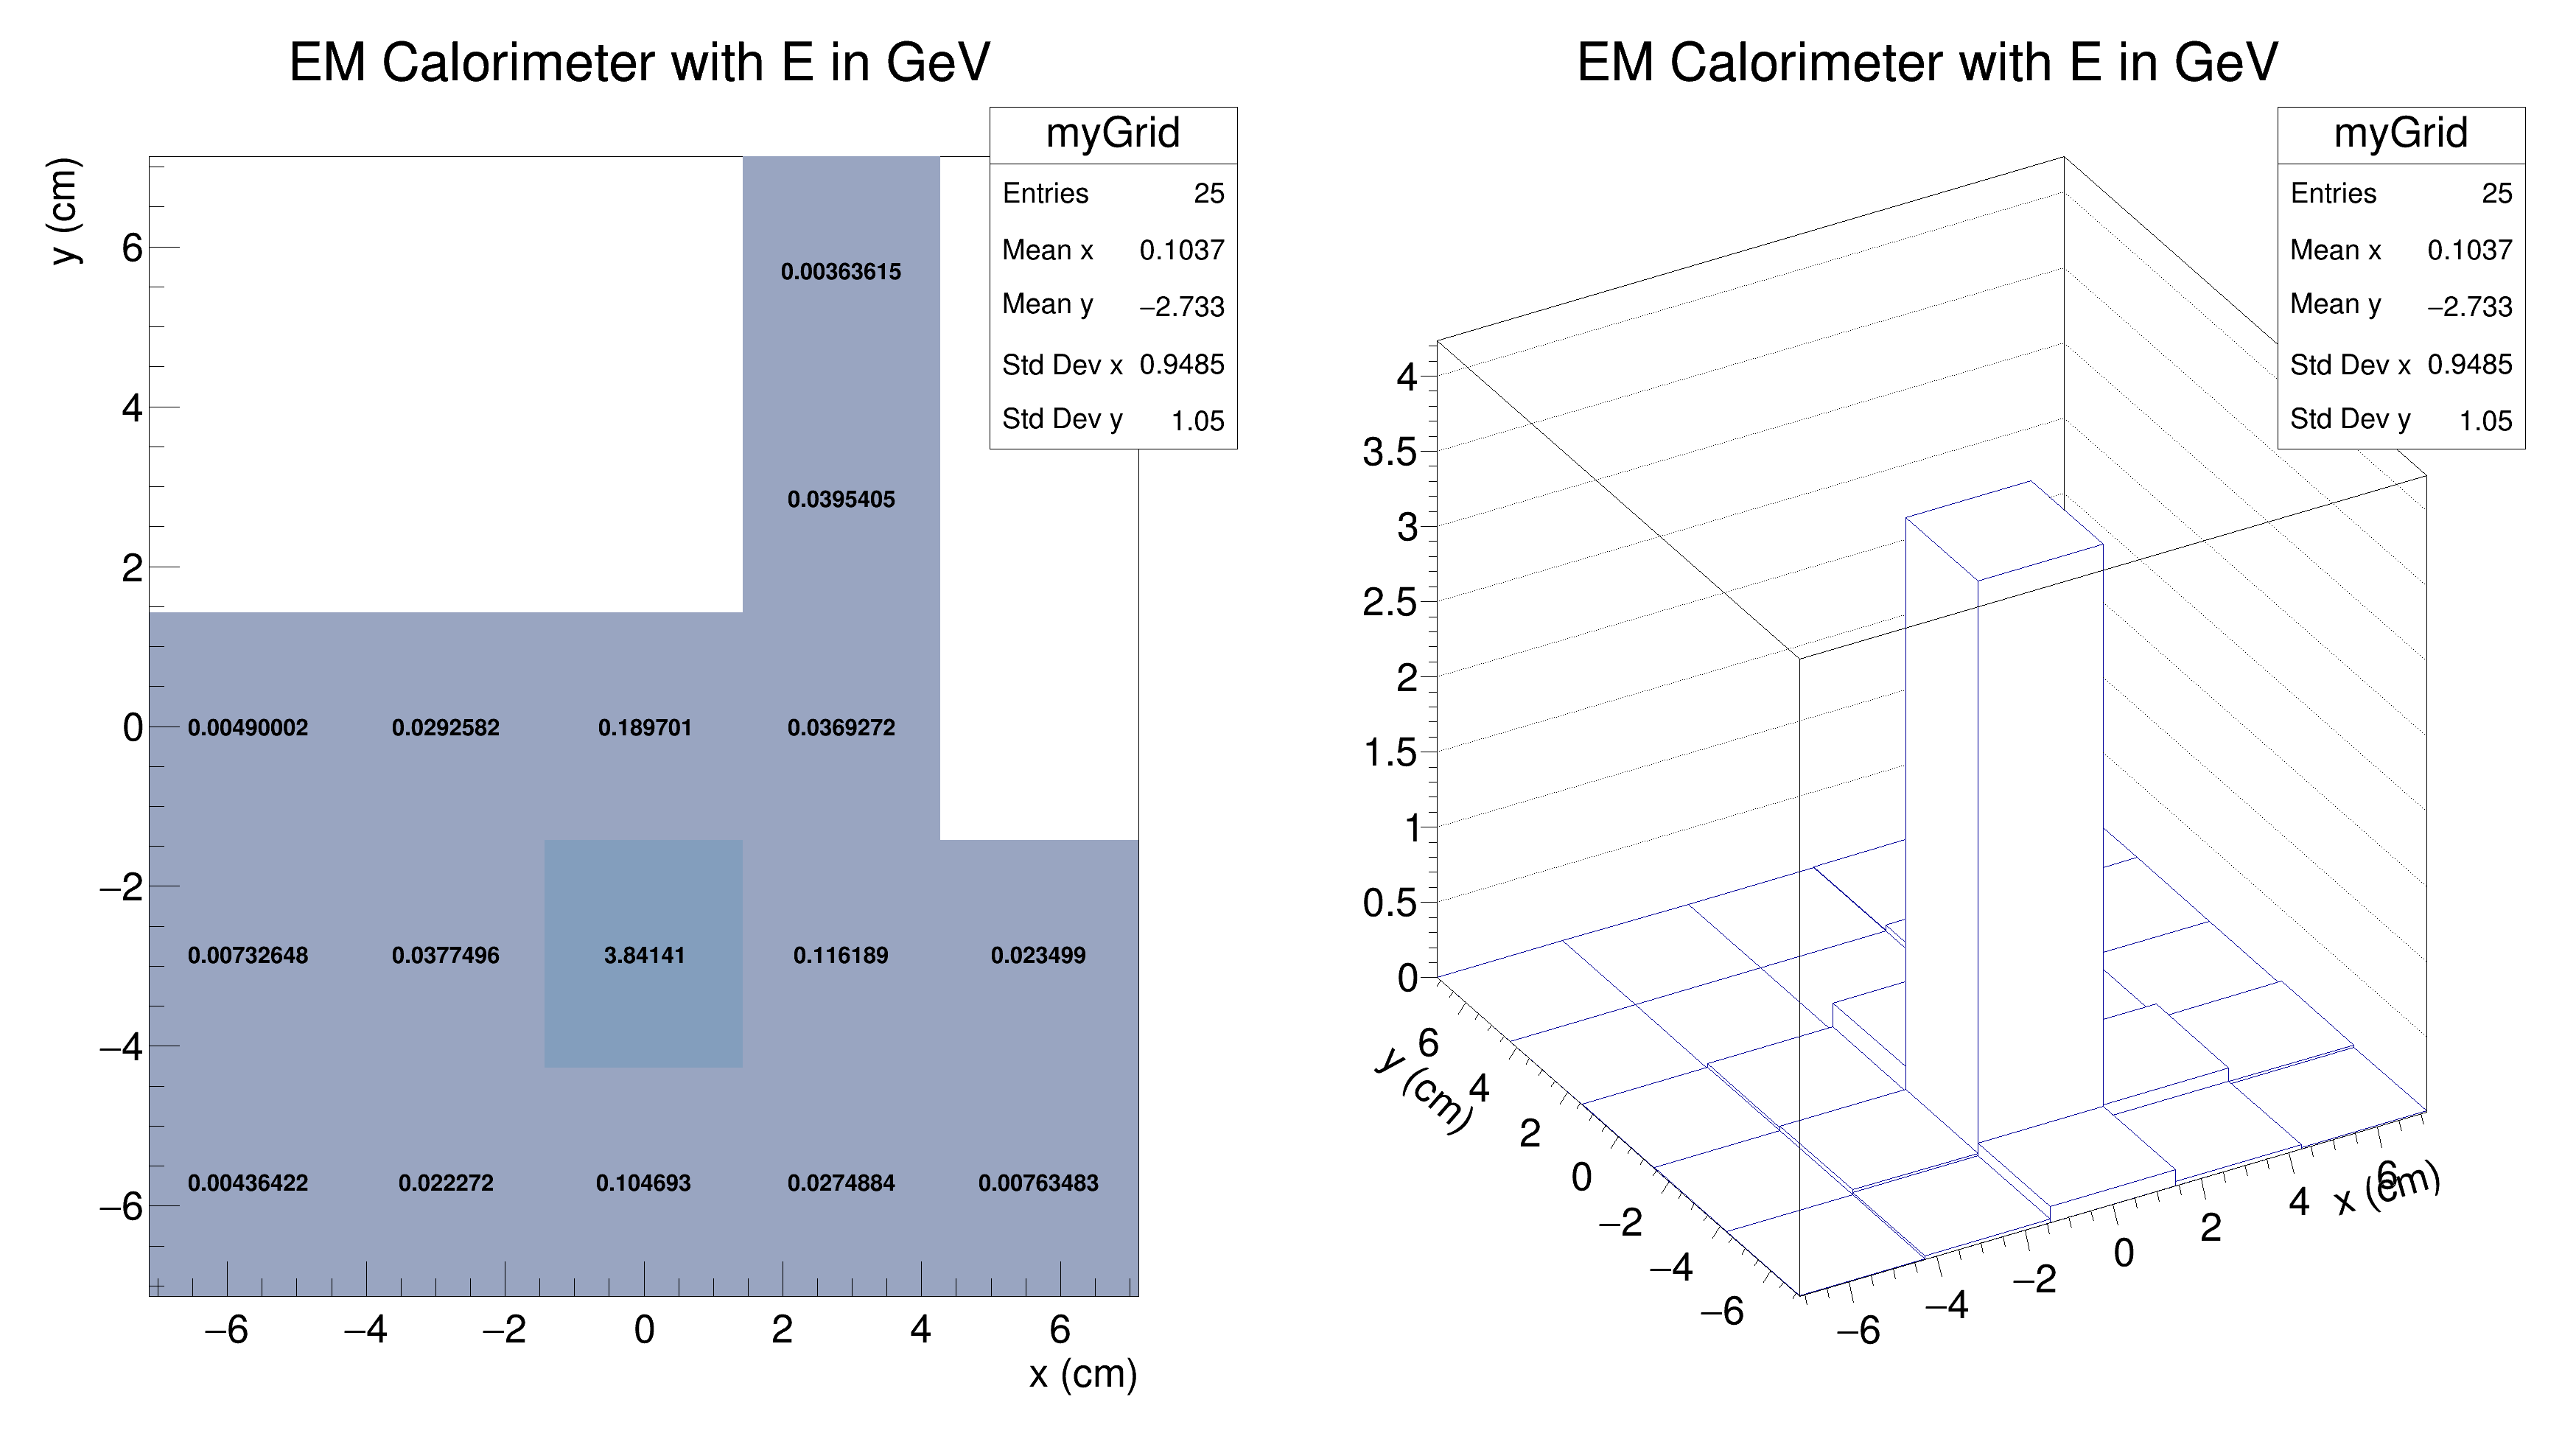 EM Calorimeter with E in GeV
myGrid
Entries 25
Mean x 0.1037
Mean y −2.733
Std Dev x 0.9485
Std Dev y 1.05
y (cm)
6
4
2
0
−2
−4
−6
0.00363615
0.0395405
0.00490002 0.0292582 0.189701 0.0369272
0.00732648 0.0377496 3.84141 0.116189 0.023499
0.00436422 0.022272 0.104693 0.0274884 0.00763483
−6 −4 −2 0 2 4 6
x (cm)
EM Calorimeter with E in GeV
myGrid
Entries 25
Mean x 0.1037
Mean y −2.733
Std Dev x 0.9485
Std Dev y 1.05
4
3.5
3
2.5
2
1.5
1
0.5
0
y (cm)
6
4
2
0
−2
−4
−6
−6 −4 −2 0 2 4 6
x (cm)